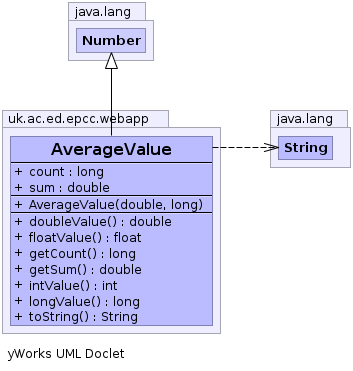 java.lang
Number
uk.ac.ed.epcc.webapp
java.lang
AverageValue
String
+ count : long
+ sum : double
+ AverageValue(double, long)
+ doubleValue() : double
+ floatValue() : float
+ getCount() : long
+ getSum() : double
+ intValue() : int
+ longValue() : long
+ toString() : String
yWorks UML Doclet